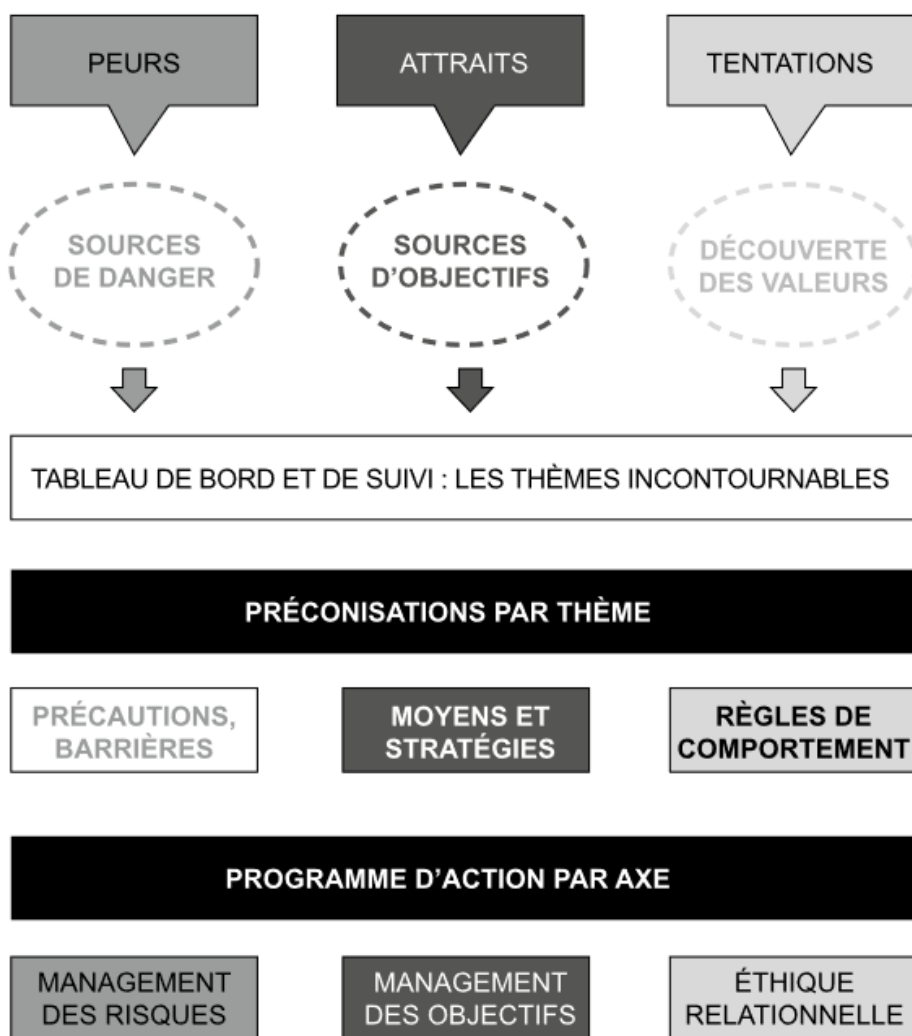 PEURS
ATTRAITS
TENTATIONS
SOURCES
DE DANGER
SOURCES
D’OBJECTIFS
DÉCOUVERTE
DES VALEURS
TABLEAU DE BORD ET DE SUIVI : LES THÈMES INCONTOURNABLES
PRÉCONISATIONS PAR THÈME
PRÉCAUTIONS,
BARRIÈRES
MOYENS ET
STRATÉGIES
RÈGLES DE
COMPORTEMENT
PROGRAMME D’ACTION PAR AXE
MANAGEMENT
DES RISQUES
MANAGEMENT
DES OBJECTIFS
ÉTHIQUE
RELATIONNELLE